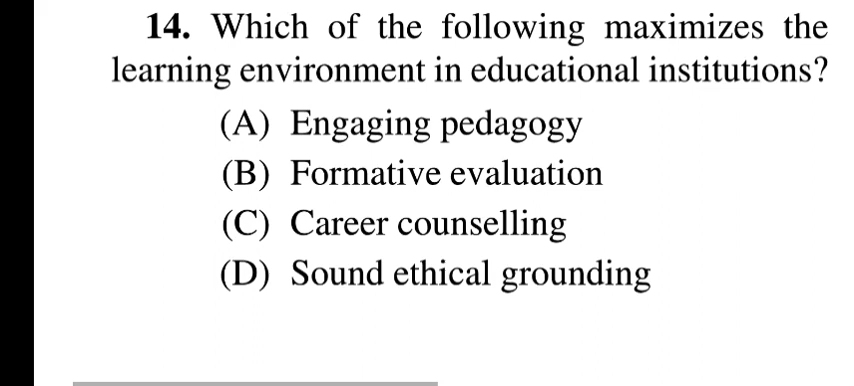 14. Which of the following maximizes the
learning environment in educational institutions?
(A) Engaging pedagogy
(B) Formative evaluation
(C) Career counselling
(D) Sound ethical grounding